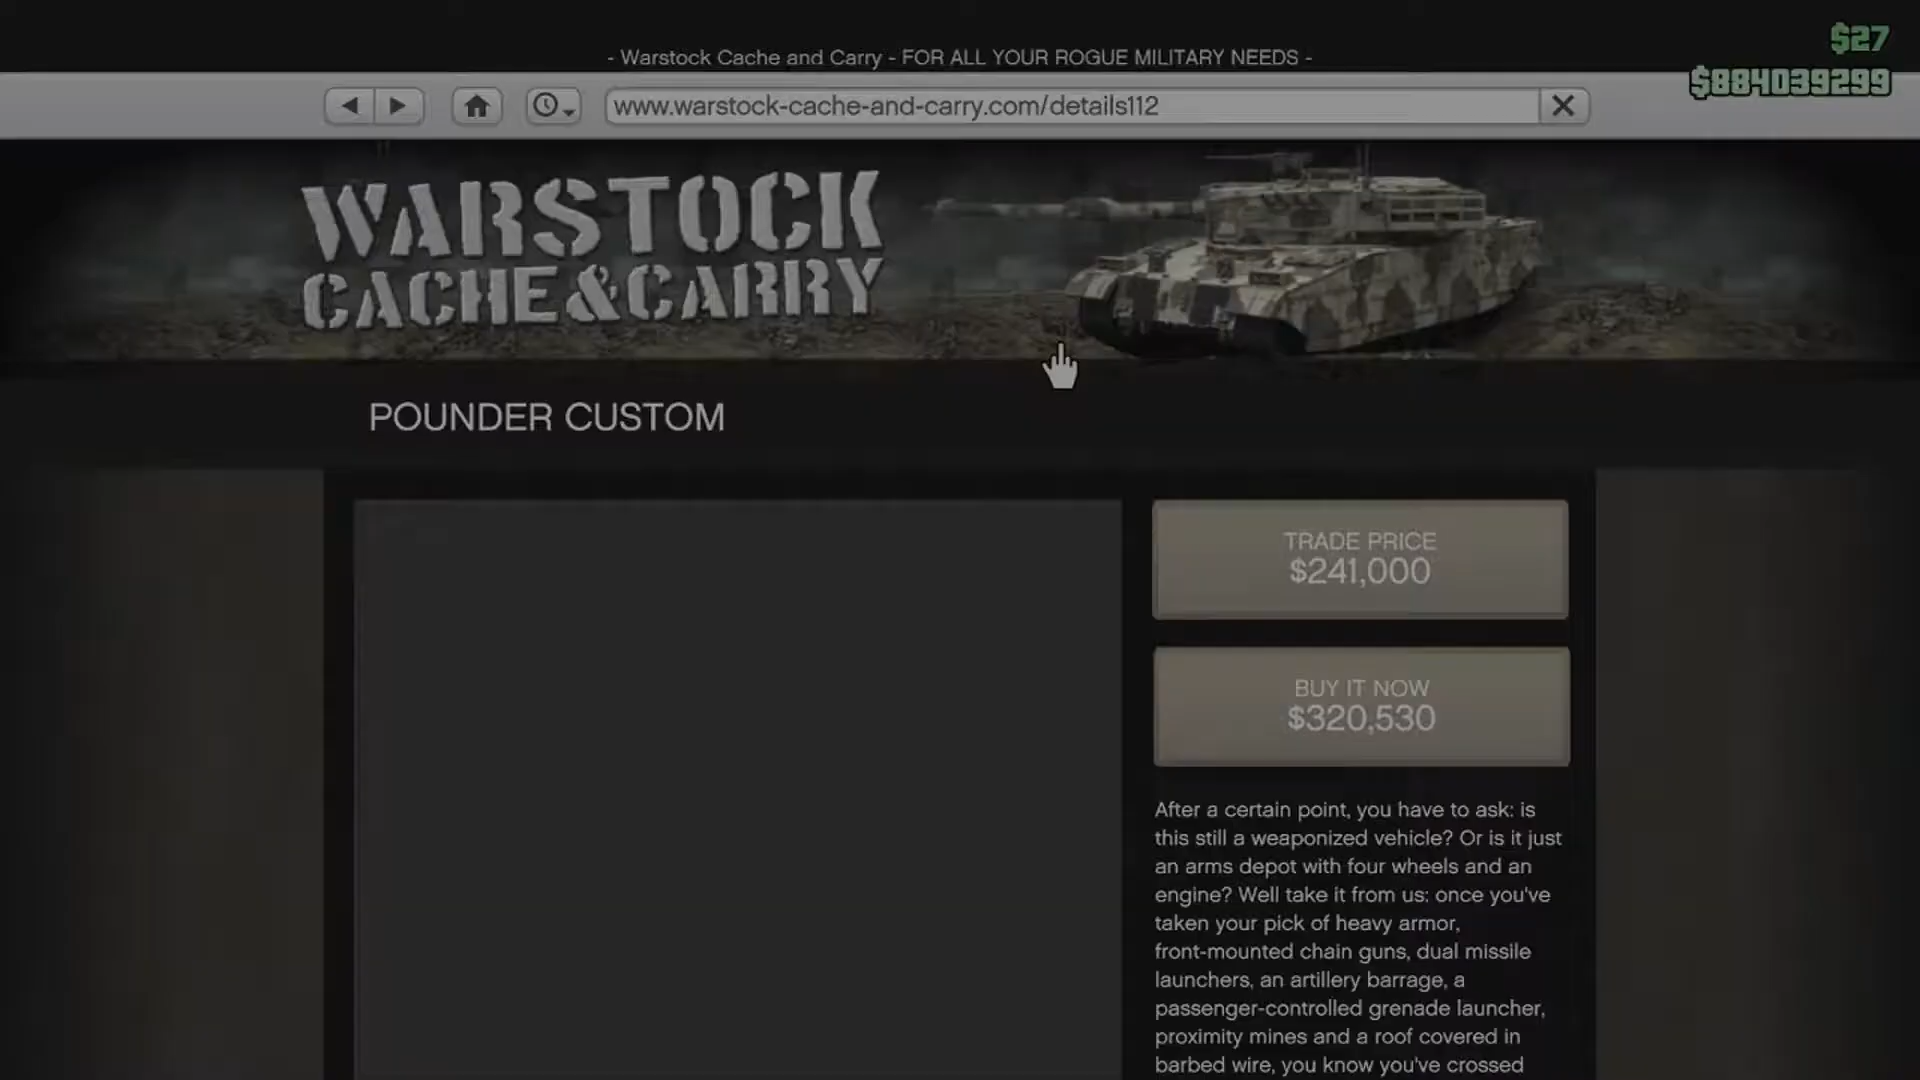 - Warstock Cache and Carry - FOR ALL YOUR ROGUE MILITARY NEEDS -
$27
$884039299
www.warstock-cache-and-carry.com/details112
WARSTOCK
CACHE&CARRY
POUNDER CUSTOM
TRADE PRICE
$241,000
BUY IT NOW
$320,530
After a certain point, you have to ask: is
this still a weaponized vehicle? Or is it just
an arms depot with four wheels and an
engine? Well take it from us: once you've
taken your pick of heavy armor,
front-mounted chain guns, dual missile
launchers, an artillery barrage, a
passenger-controlled grenade launcher,
proximity mines and a roof covered in
barbed wire, you know you've crossed